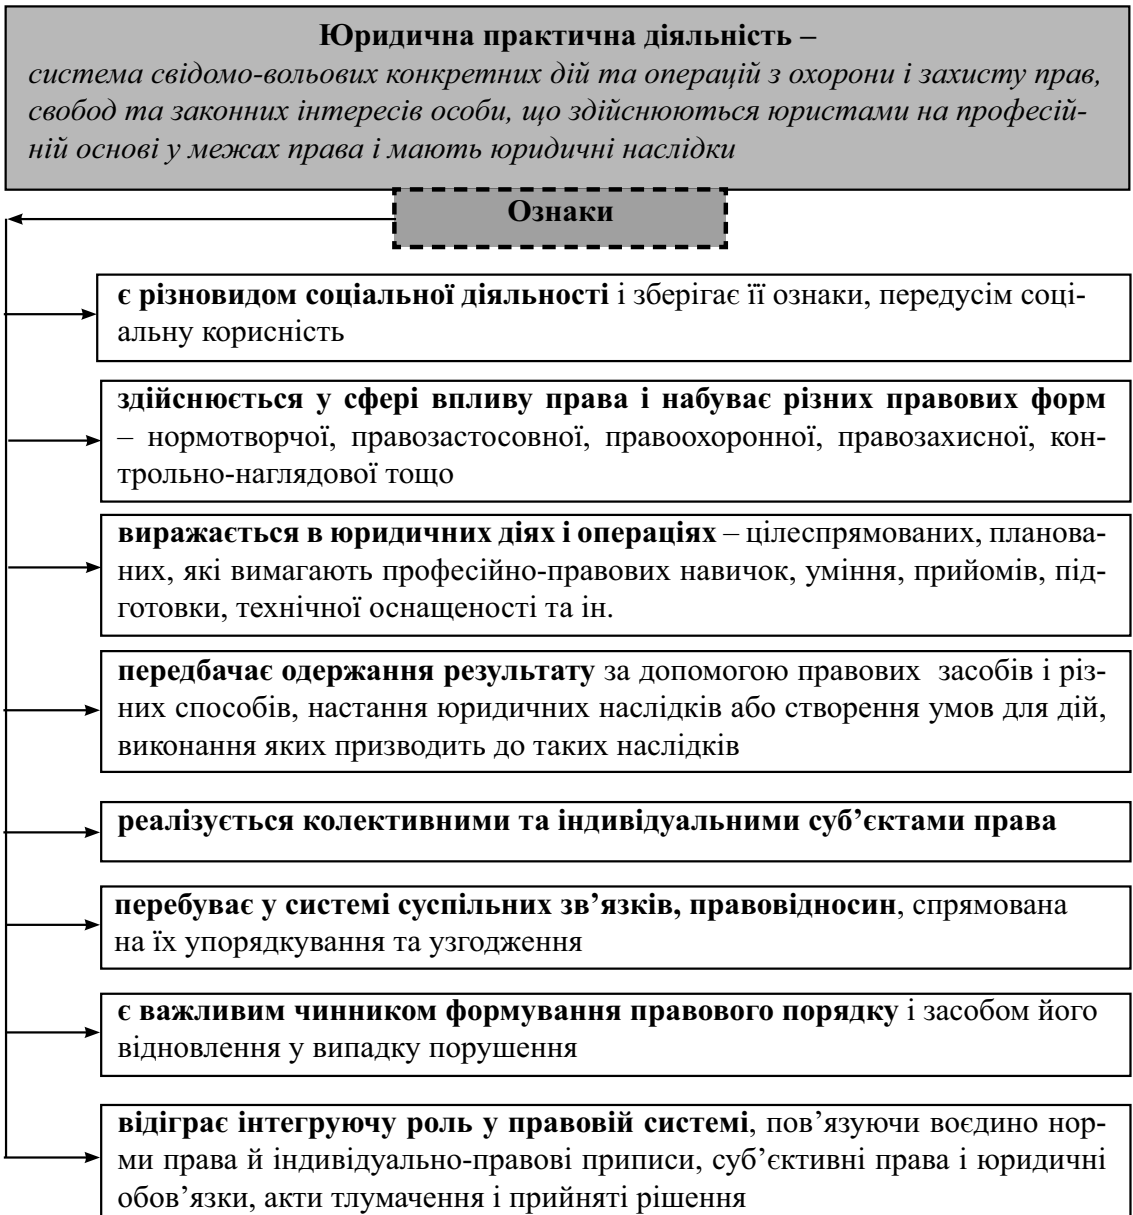 Юридична практична діяльність –
система свідомо-вольових конкретних дій та операцій з охорони і захисту прав,
свобод та законних інтересів особи, що здійснюються юристами на професій-
ній основі у межах права і мають юридичні наслідки
Ознаки
є різновидом соціальної діяльності і зберігає її ознаки, передусім соці-
альну корисність
здійснюється у сфері впливу права і набуває різних правових форм
– нормотворчої, правозастосовної, правоохоронної, правозахисної, кон-
трольно-наглядової тощо
виражається в юридичних діях і операціях – цілеспрямованих, планова-
них, які вимагають професійно-правових навичок, уміння, прийомів, під-
готовки, технічної оснащеності та ін.
передбачає одержання результату за допомогою правових засобів і різ-
них способів, настання юридичних наслідків або створення умов для дій,
виконання яких призводить до таких наслідків
реалізується колективними та індивідуальними суб’єктами права
перебуває у системі суспільних зв’язків, правовідносин, спрямована
на їх упорядкування та узгодження
є важливим чинником формування правового порядку і засобом його
відновлення у випадку порушення
відіграє інтегруючу роль у правовій системі, пов’язуючи воєдино нор-
ми права й індивідуально-правові приписи, суб’єктивні права і юридичні
обов’язки, акти тлумачення і прийняті рішення